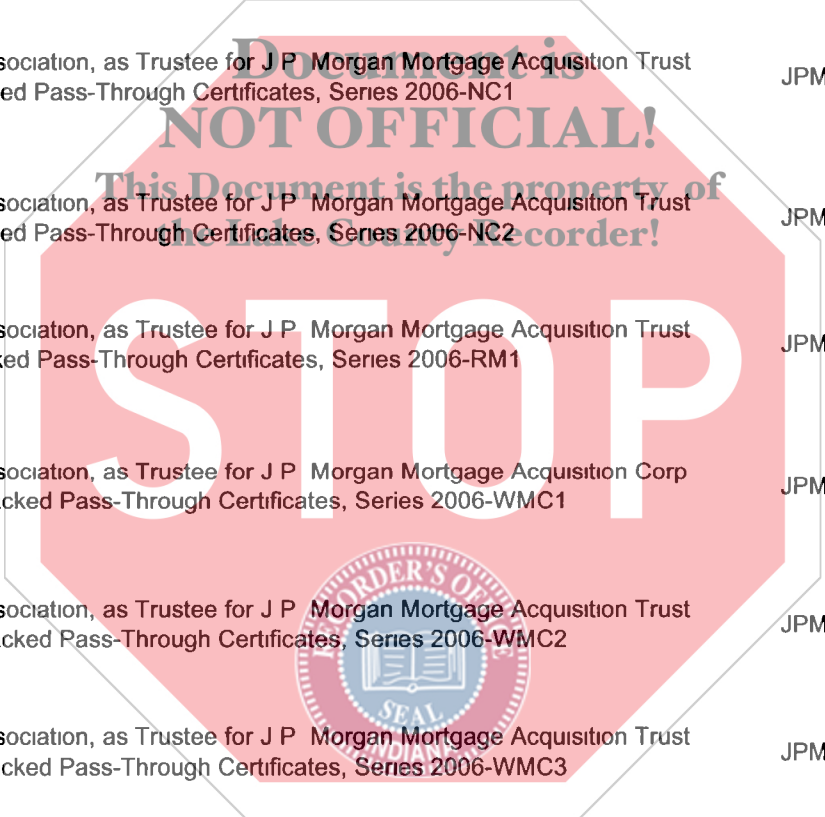 Document is
sociation, as Trustee for J P Morgan Mortgage Acquisition Trust
JPM
ed Pass-Through Certificates, Series 2006-NC1
NOT OFFICIAL!
This Document is the property of
sociation, as Trustee for J P Morgan Mortgage Acquisition Trust
JPM
the Lake County Recorder!
ed Pass-Through Certificates, Series 2006-NC2
STOP
sociation, as Trustee for J P Morgan Mortgage Acquisition Trust
JPM
ked Pass-Through Certificates, Series 2006-RM1
sociation, as Trustee for J P Morgan Mortgage Acquisition Corp
JPM
cked Pass-Through Certificates, Series 2006-WMC1
RECORDER'S OFFICE
sociation, as Trustee for J P Morgan Mortgage Acquisition Trust
JPM
cked Pass-Through Certificates, Series 2006-WMC2
SEAL
INDIANA
sociation, as Trustee for J P Morgan Mortgage Acquisition Trust
JPM
cked Pass-Through Certificates, Series 2006-WMC3